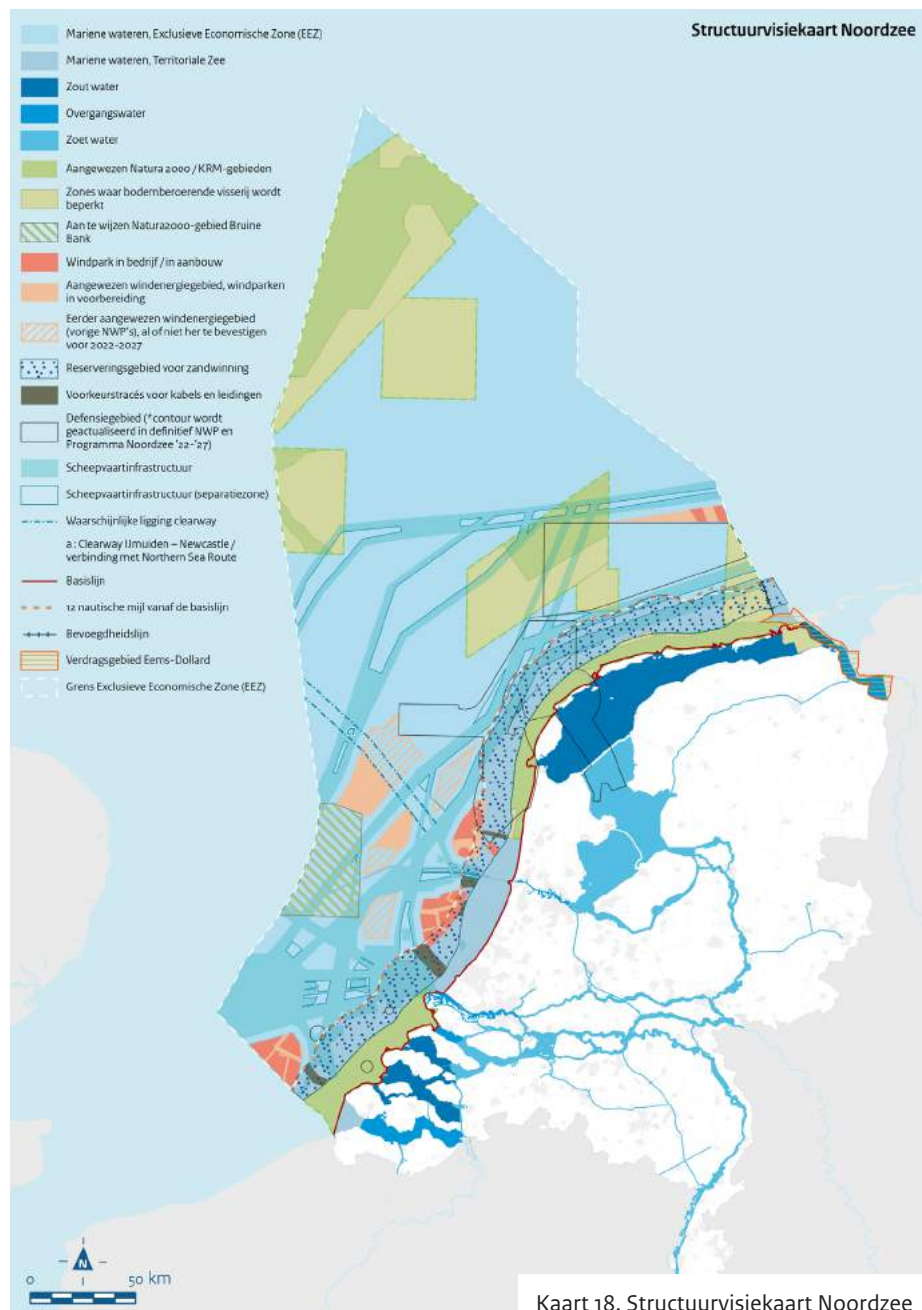 Structuurvisiekaart Noordzee
Mariene wateren, Exclusieve Economische Zone (EEZ)
Mariene wateren, Territoriale Zee
Zout water
Overgangswater
Zoet water
Aangewezen Natura 2000 / KRM-gebieden
Zones waar bodemberoerende visserij wordt
beperkt
Aan te wijzen Natura2000-gebied Bruine
Bank
Windpark in bedrijf / in aanbouw
Aangewezen windenergiegebied, windparken
in voorbereiding
Eerder aangewezen windenergiegebied
(vorige NWP's), al of niet her te bevestigen
voor 2022-2027
Reserveringsgebied voor zandwinning
Voorkeurstracés voor kabels en leidingen
Defensiegebied (*contour wordt
geactualiseerd in definitief NWP en
Programma Noordzee '22-'27)
Scheepvaartinfrastructuur
Scheepvaartinfrastructuur (separatiezone)
Waarschijnlijke ligging clearway
a : Clearway IJmuiden – Newcastle /
verbinding met Northern Sea Route
Basislijn
12 nautische mijl vanaf de basislijn
Bevoegdheidslijn
Verdragsgebied Eems-Dollard
Grens Exclusieve Economische Zone (EEZ)
a
N
0 50 km
Kaart 18. Structuurvisiekaart Noordzee